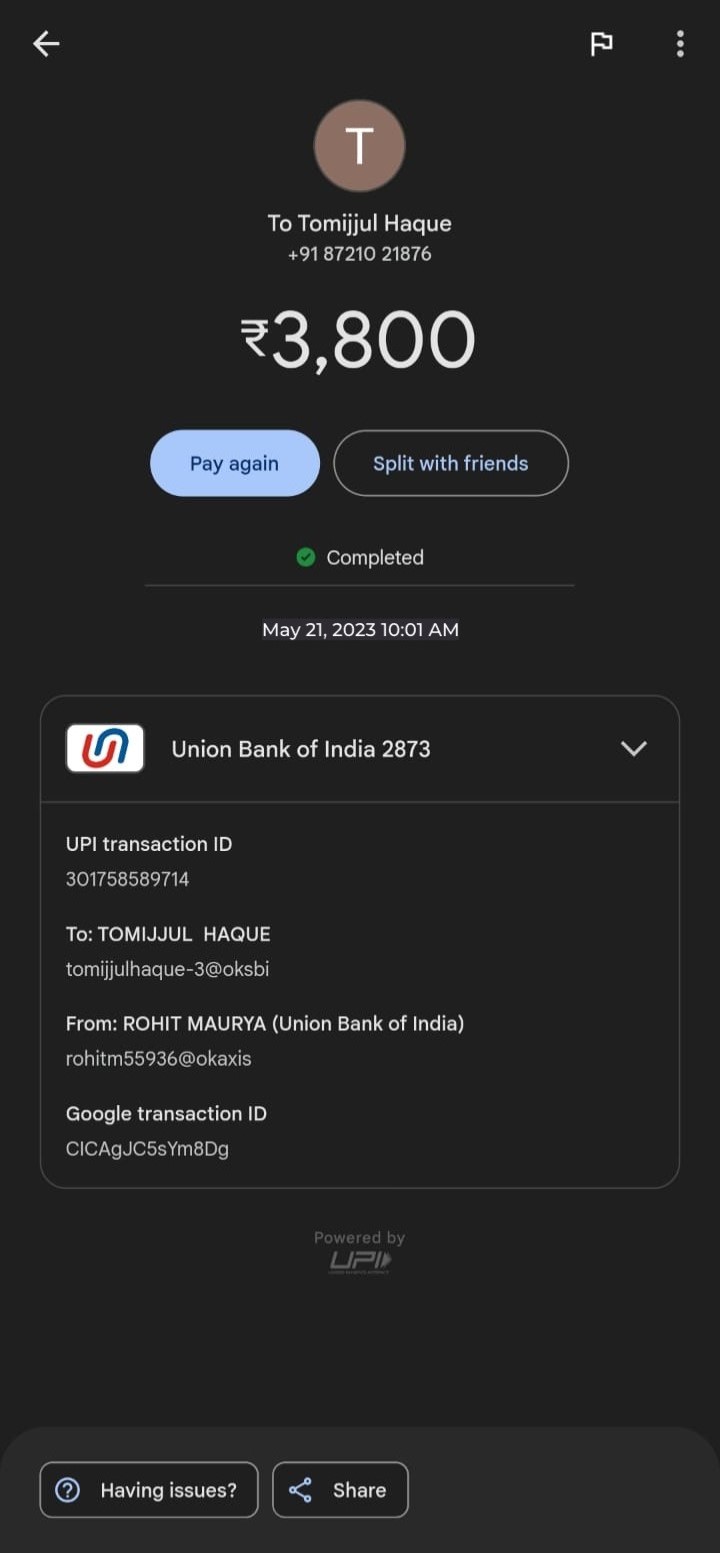 T
To Tomijjul Haque
+91 87210 21876
₹3,800
Pay again
Split with friends
Completed
May 21, 2023 10:01 AM
Union Bank of India 2873
UPI transaction ID
301758589714
To: TOMIJJUL  HAQUE
tomijjulhaque-3@oksbi
From: ROHIT MAURYA (Union Bank of India)
rohitm55936@okaxis
Google transaction ID
CICAgJC5sYm8Dg
Powered by
UPI
Having issues?
Share